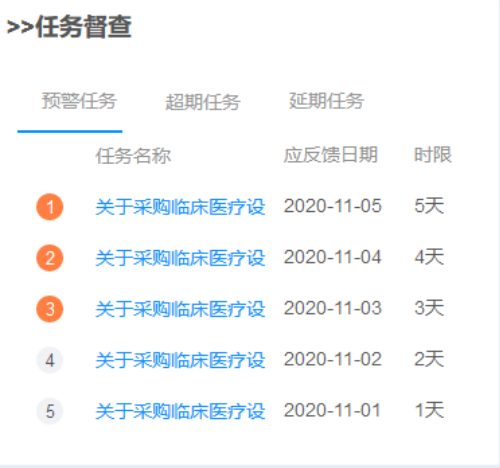 >>任务督查
预警任务 超期任务 延期任务
任务名称 应反馈日期 时限
1 关于采购临床医疗设 2020-11-05 5天
2 关于采购临床医疗设 2020-11-04 4天
3 关于采购临床医疗设 2020-11-03 3天
4 关于采购临床医疗设 2020-11-02 2天
5 关于采购临床医疗设 2020-11-01 1天